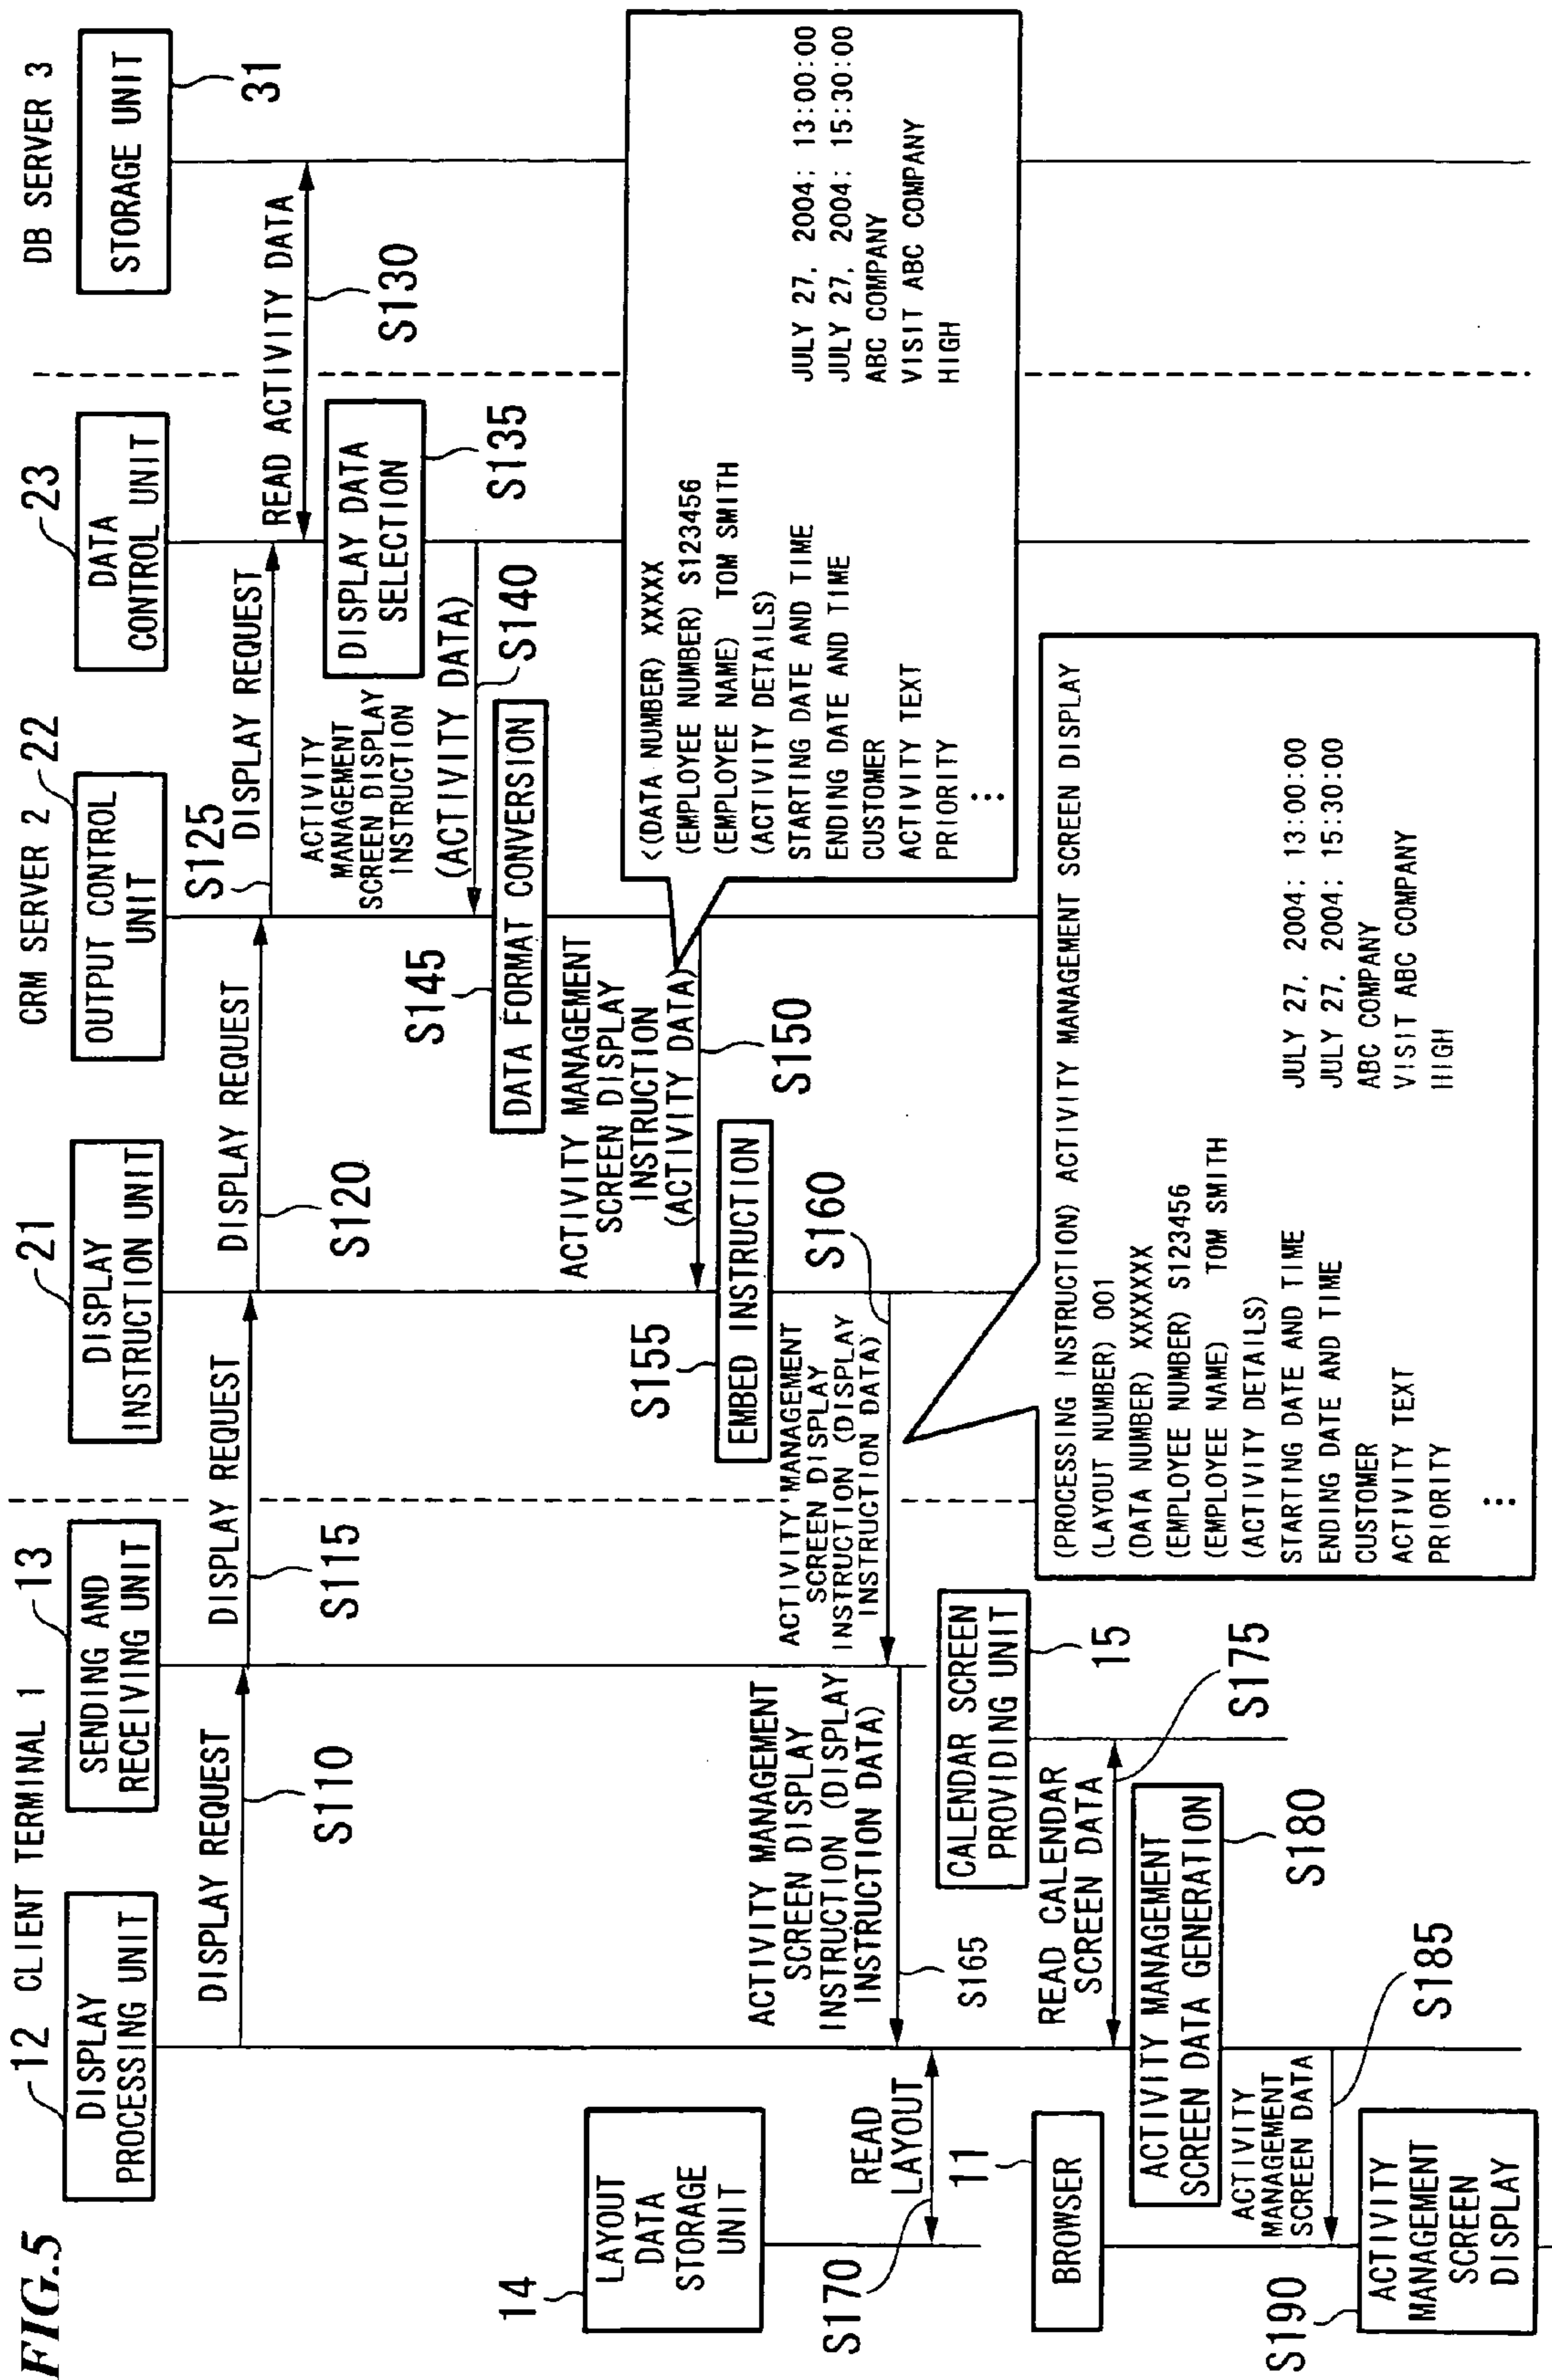 FIG.5
12
CLIENT TERMINAL 1
13
21
CRM SERVER 2
22
23
DB SERVER 3
DISPLAY
PROCESSING UNIT
SENDING AND
RECEIVING UNIT
DISPLAY
INSTRUCTION UNIT
OUTPUT CONTROL
UNIT
DATA
CONTROL UNIT
STORAGE UNIT
31
DISPLAY REQUEST
S110
DISPLAY REQUEST
S115
DISPLAY REQUEST
S120
S125
DISPLAY REQUEST
READ ACTIVITY DATA
S130
DISPLAY DATA
SELECTION
S135
ACTIVITY
MANAGEMENT
SCREEN DISPLAY
INSTRUCTION
(ACTIVITY DATA)
S140
S145
DATA FORMAT CONVERSION
ACTIVITY MANAGEMENT
SCREEN DISPLAY
INSTRUCTION
(ACTIVITY DATA)
S150
<(DATA NUMBER) XXXXX
(EMPLOYEE NUMBER) S123456
(EMPLOYEE NAME) TOM SMITH
(ACTIVITY DETAILS)
STARTING DATE AND TIME JULY 27, 2004; 13:00:00
ENDING DATE AND TIME JULY 27, 2004; 15:30:00
CUSTOMER ABC COMPANY
ACTIVITY TEXT VISIT ABC COMPANY
PRIORITY HIGH
⋮
S155
EMBED INSTRUCTION
S160
ACTIVITY MANAGEMENT
SCREEN DISPLAY
INSTRUCTION (DISPLAY
INSTRUCTION DATA)
(PROCESSING INSTRUCTION) ACTIVITY MANAGEMENT SCREEN DISPLAY
(LAYOUT NUMBER) 001
(DATA NUMBER) XXXXXXX
(EMPLOYEE NUMBER) S123456
(EMPLOYEE NAME) TOM SMITH
(ACTIVITY DETAILS)
STARTING DATE AND TIME JULY 27, 2004; 13:00:00
ENDING DATE AND TIME JULY 27, 2004; 15:30:00
CUSTOMER ABC COMPANY
ACTIVITY TEXT VISIT ABC COMPANY
PRIORITY HIGH
⋮
ACTIVITY MANAGEMENT
SCREEN DISPLAY
INSTRUCTION (DISPLAY
INSTRUCTION DATA)
S165
14
LAYOUT
DATA
STORAGE
UNIT
READ
LAYOUT
S170
CALENDAR SCREEN
PROVIDING UNIT
15
READ CALENDAR
SCREEN DATA
S175
11
BROWSER
ACTIVITY MANAGEMENT
SCREEN DATA GENERATION
S180
ACTIVITY
MANAGEMENT
SCREEN DATA
S185
S190
ACTIVITY
MANAGEMENT
SCREEN
DISPLAY